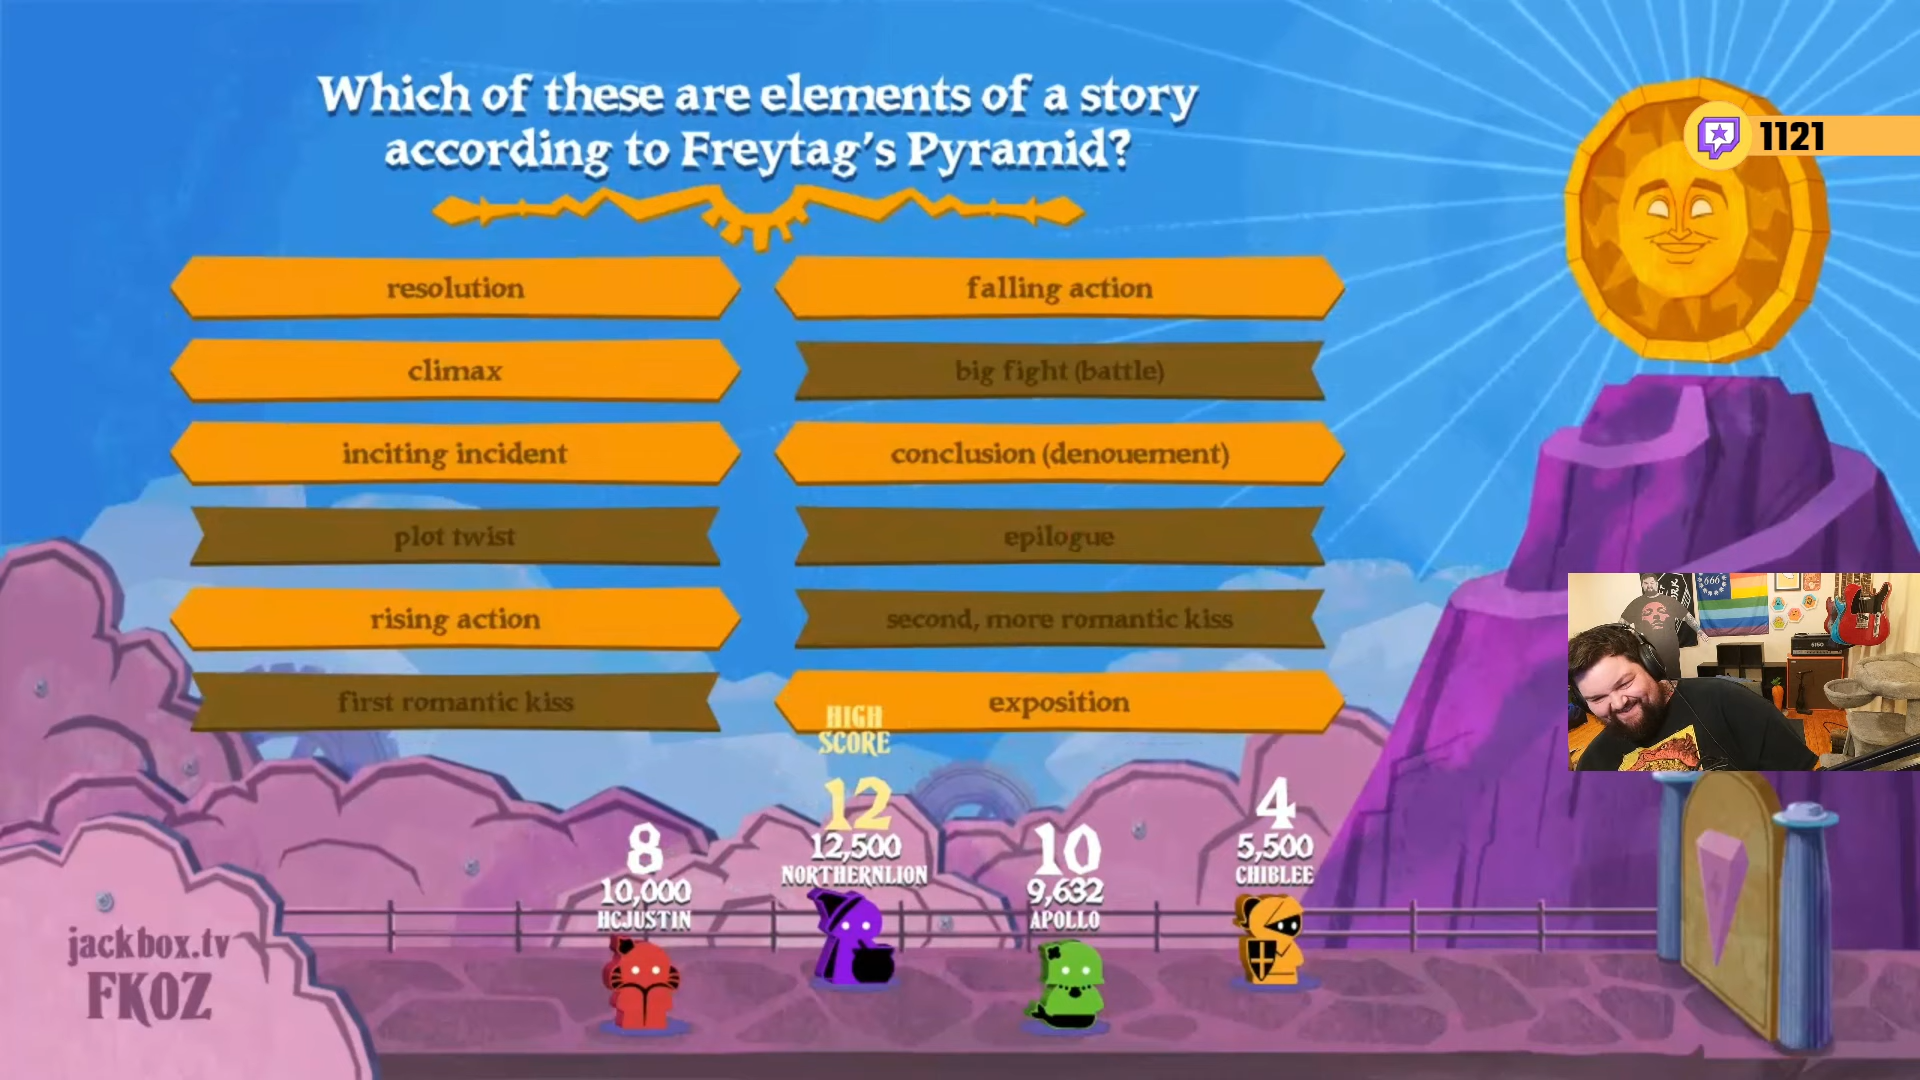 Which of these are elements of a story
according to Freytag's Pyramid?
1121
resolution
falling action
climax
big fight (battle)
inciting incident
conclusion (denouement)
plot twist
epilogue
rising action
second, more romantic kiss
first romantic kiss
exposition
HIGH
SCORE
8
10,000
HCJUSTIN
12
12,500
NORTHERNLION
10
9,632
APOLLO
4
5,500
CHIBLEE
jackbox.tv
FKOZ
666